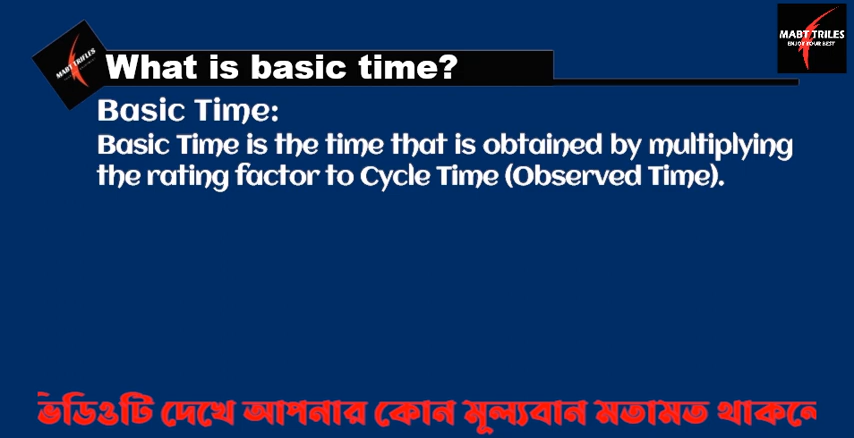 MABT TRILES
ENJOY YOUR BEST
MABT TRIFLES
What is basic time?
Basic Time:
Basic Time is the time that is obtained by multiplying
the rating factor to Cycle Time (Observed Time).
ভিডিওটি দেখে আপনার কোন মূল্যবান মতামত থাকলে